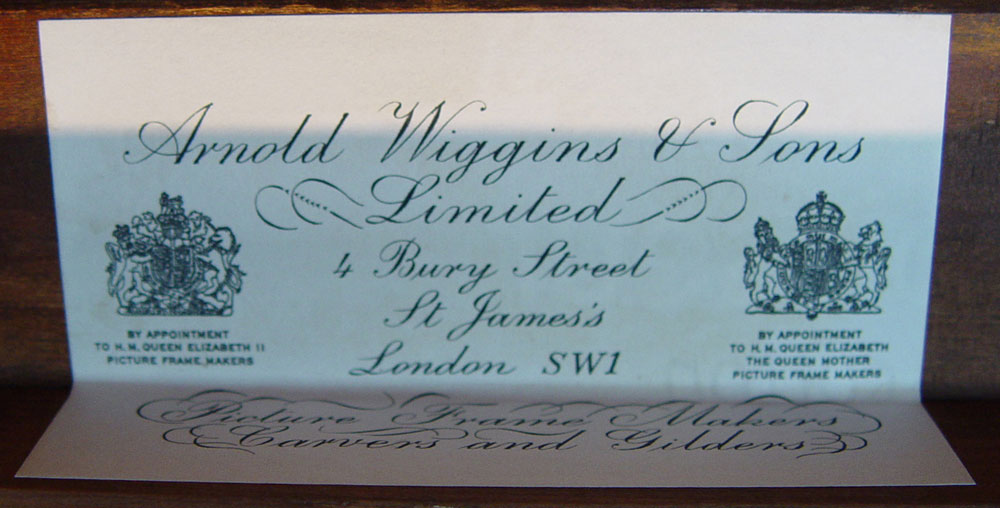 Arnold Wiggins & Sons
Limited
4 Bury Street
St James's
London SW1
BY APPOINTMENT
TO H. M. QUEEN ELIZABETH II
PICTURE FRAME MAKERS
BY APPOINTMENT
TO H. M. QUEEN ELIZABETH
THE QUEEN MOTHER
PICTURE FRAME MAKERS
Picture Frame Makers
Carvers and Gilders